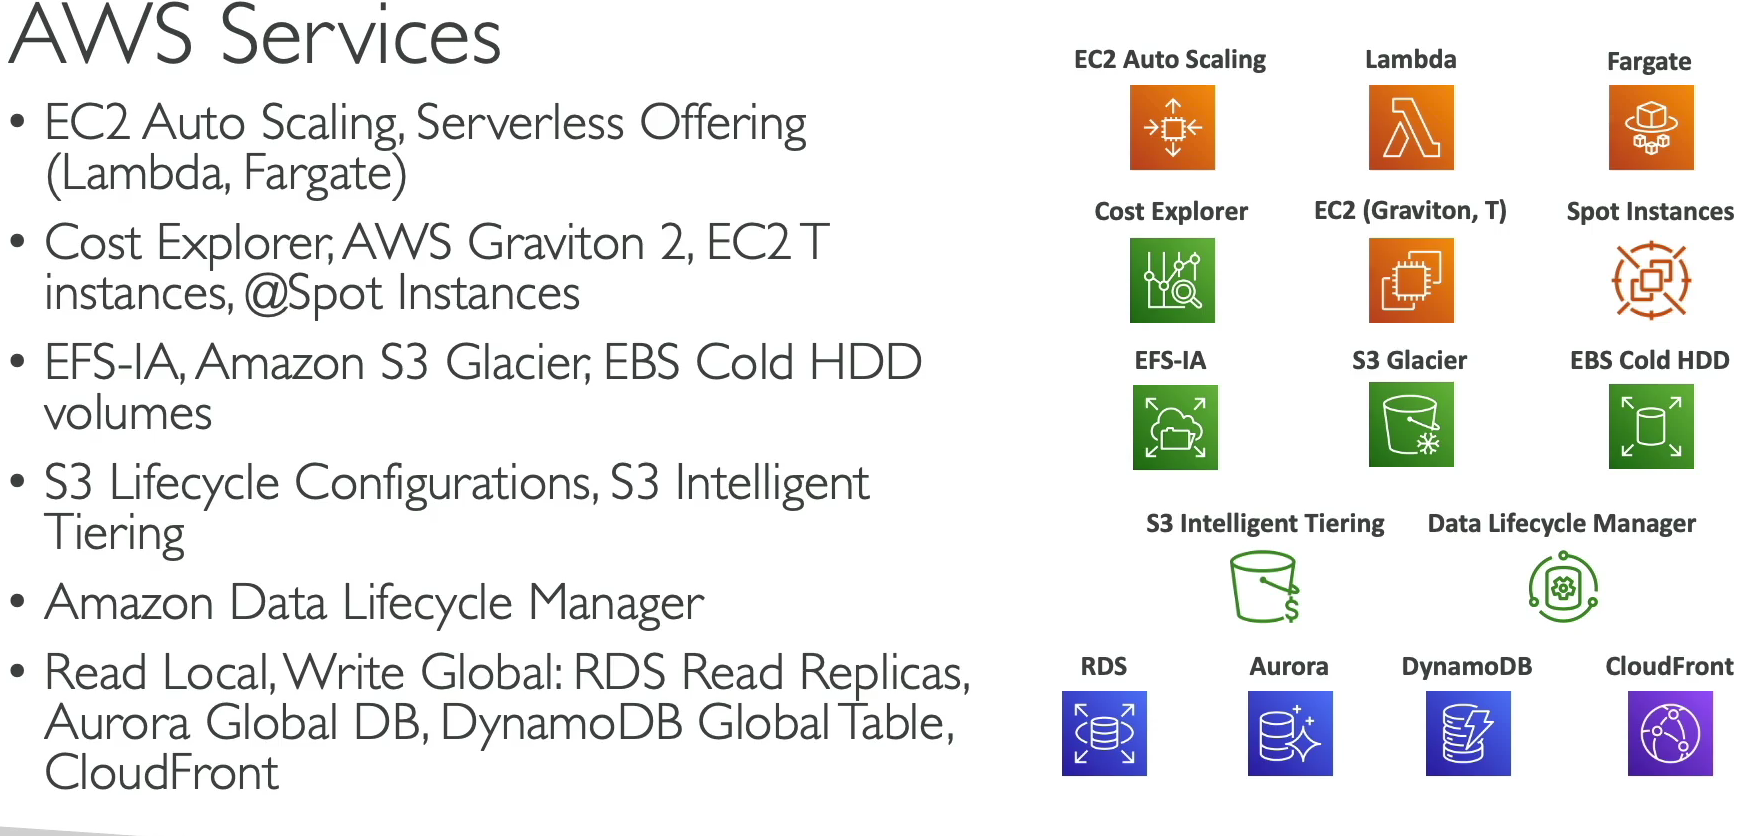 AWS Services
• EC2 Auto Scaling, Serverless Offering
(Lambda, Fargate)
• Cost Explorer, AWS Graviton 2, EC2 T
instances, @Spot Instances
• EFS-IA, Amazon S3 Glacier, EBS Cold HDD
volumes
• S3 Lifecycle Configurations, S3 Intelligent
Tiering
• Amazon Data Lifecycle Manager
• Read Local, Write Global: RDS Read Replicas,
Aurora Global DB, DynamoDB Global Table,
CloudFront
EC2 Auto Scaling
Lambda
Fargate
Cost Explorer
EC2 (Graviton, T)
Spot Instances
EFS-IA
S3 Glacier
EBS Cold HDD
S3 Intelligent Tiering
Data Lifecycle Manager
RDS
Aurora
DynamoDB
CloudFront